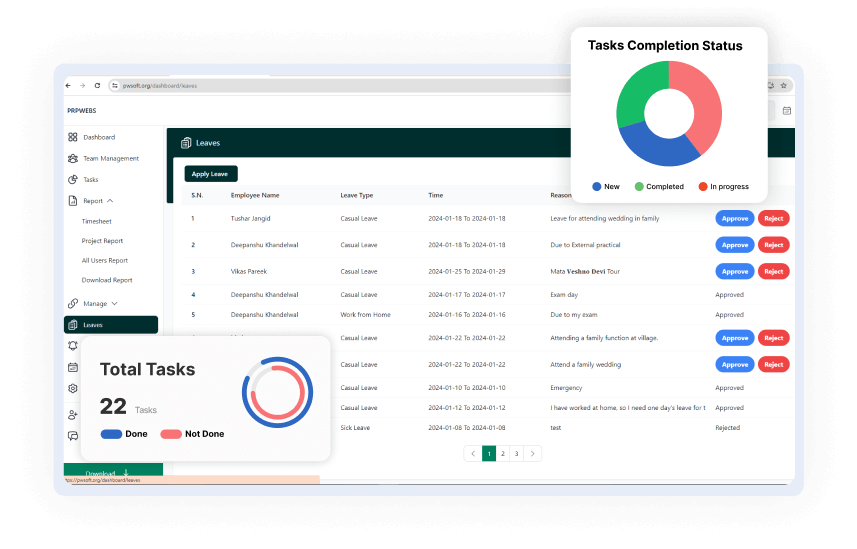 Tasks Completion Status
New
Completed
In progress
pwsoft.org/dashboard/leaves
PRPWEBS
Dashboard
Team Management
Tasks
Report
Timesheet
Project Report
All Users Report
Download Report
Manage
Leaves
Download
Leaves
Apply Leave
S.N. Employee Name Leave Type Time Reason
1 Tushar Jangid Casual Leave 2024-01-18 To 2024-01-18 Leave for attending wedding in family Approve Reject
2 Deepanshu Khandelwal Casual Leave 2024-01-18 To 2024-01-18 Due to External practical Approve Reject
3 Vikas Pareek Casual Leave 2024-01-25 To 2024-01-29 Mata Veshno Devi Tour Approve Reject
4 Deepanshu Khandelwal Casual Leave 2024-01-17 To 2024-01-17 Exam day Approved
5 Deepanshu Khandelwal Work from Home 2024-01-16 To 2024-01-16 Due to my exam Approved
Casual Leave 2024-01-22 To 2024-01-22 Attending a family function at village. Approve Reject
Casual Leave 2024-01-22 To 2024-01-22 Attend a family wedding Approve Reject
Casual Leave 2024-01-10 To 2024-01-10 Emergency Approved
Casual Leave 2024-01-12 To 2024-01-12 I have worked at home, so I need one day's leave for t Approved
Sick Leave 2024-01-08 To 2024-01-08 test Rejected
1 2 3
Total Tasks
22 Tasks
Done Not Done
tps://pwsoft.org/dashboard/leaves